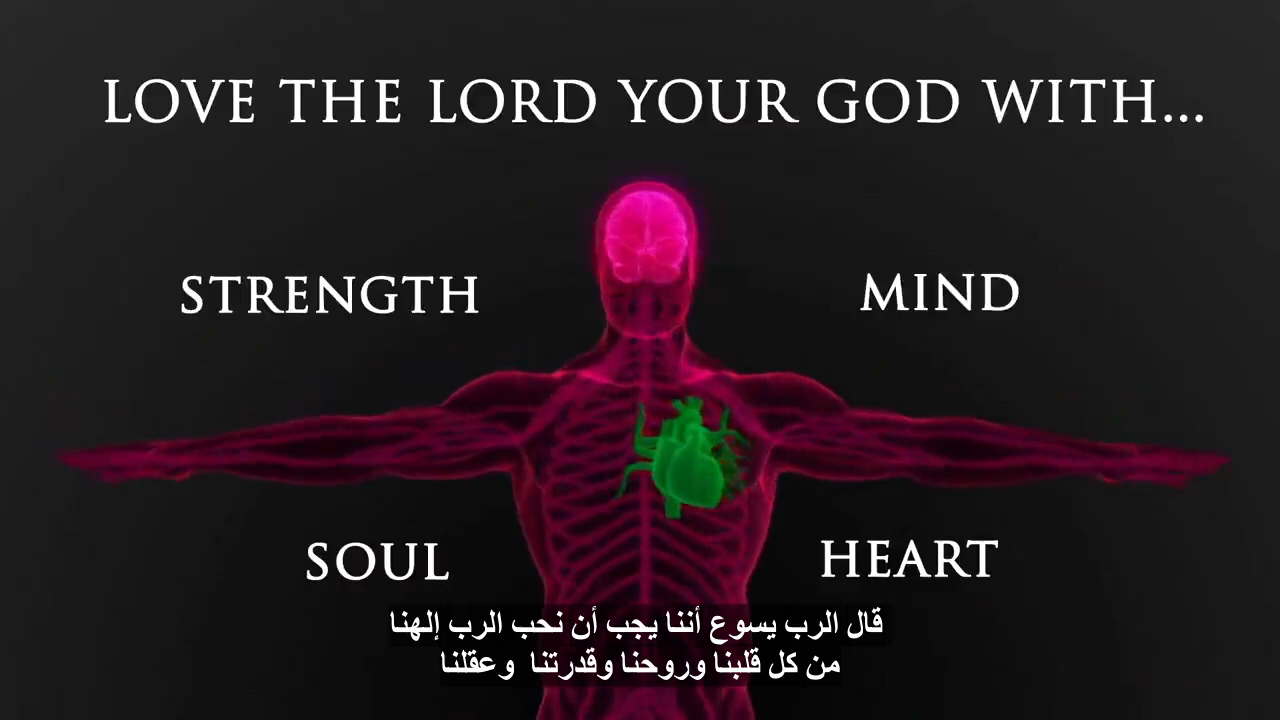 LOVE THE LORD YOUR GOD WITH...
STRENGTH
MIND
SOUL
HEART
قال الرب يسوع أننا يجب أن نحب الرب إلهنا
من كل قلبنا وروحنا وقدرتنا وعقلنا